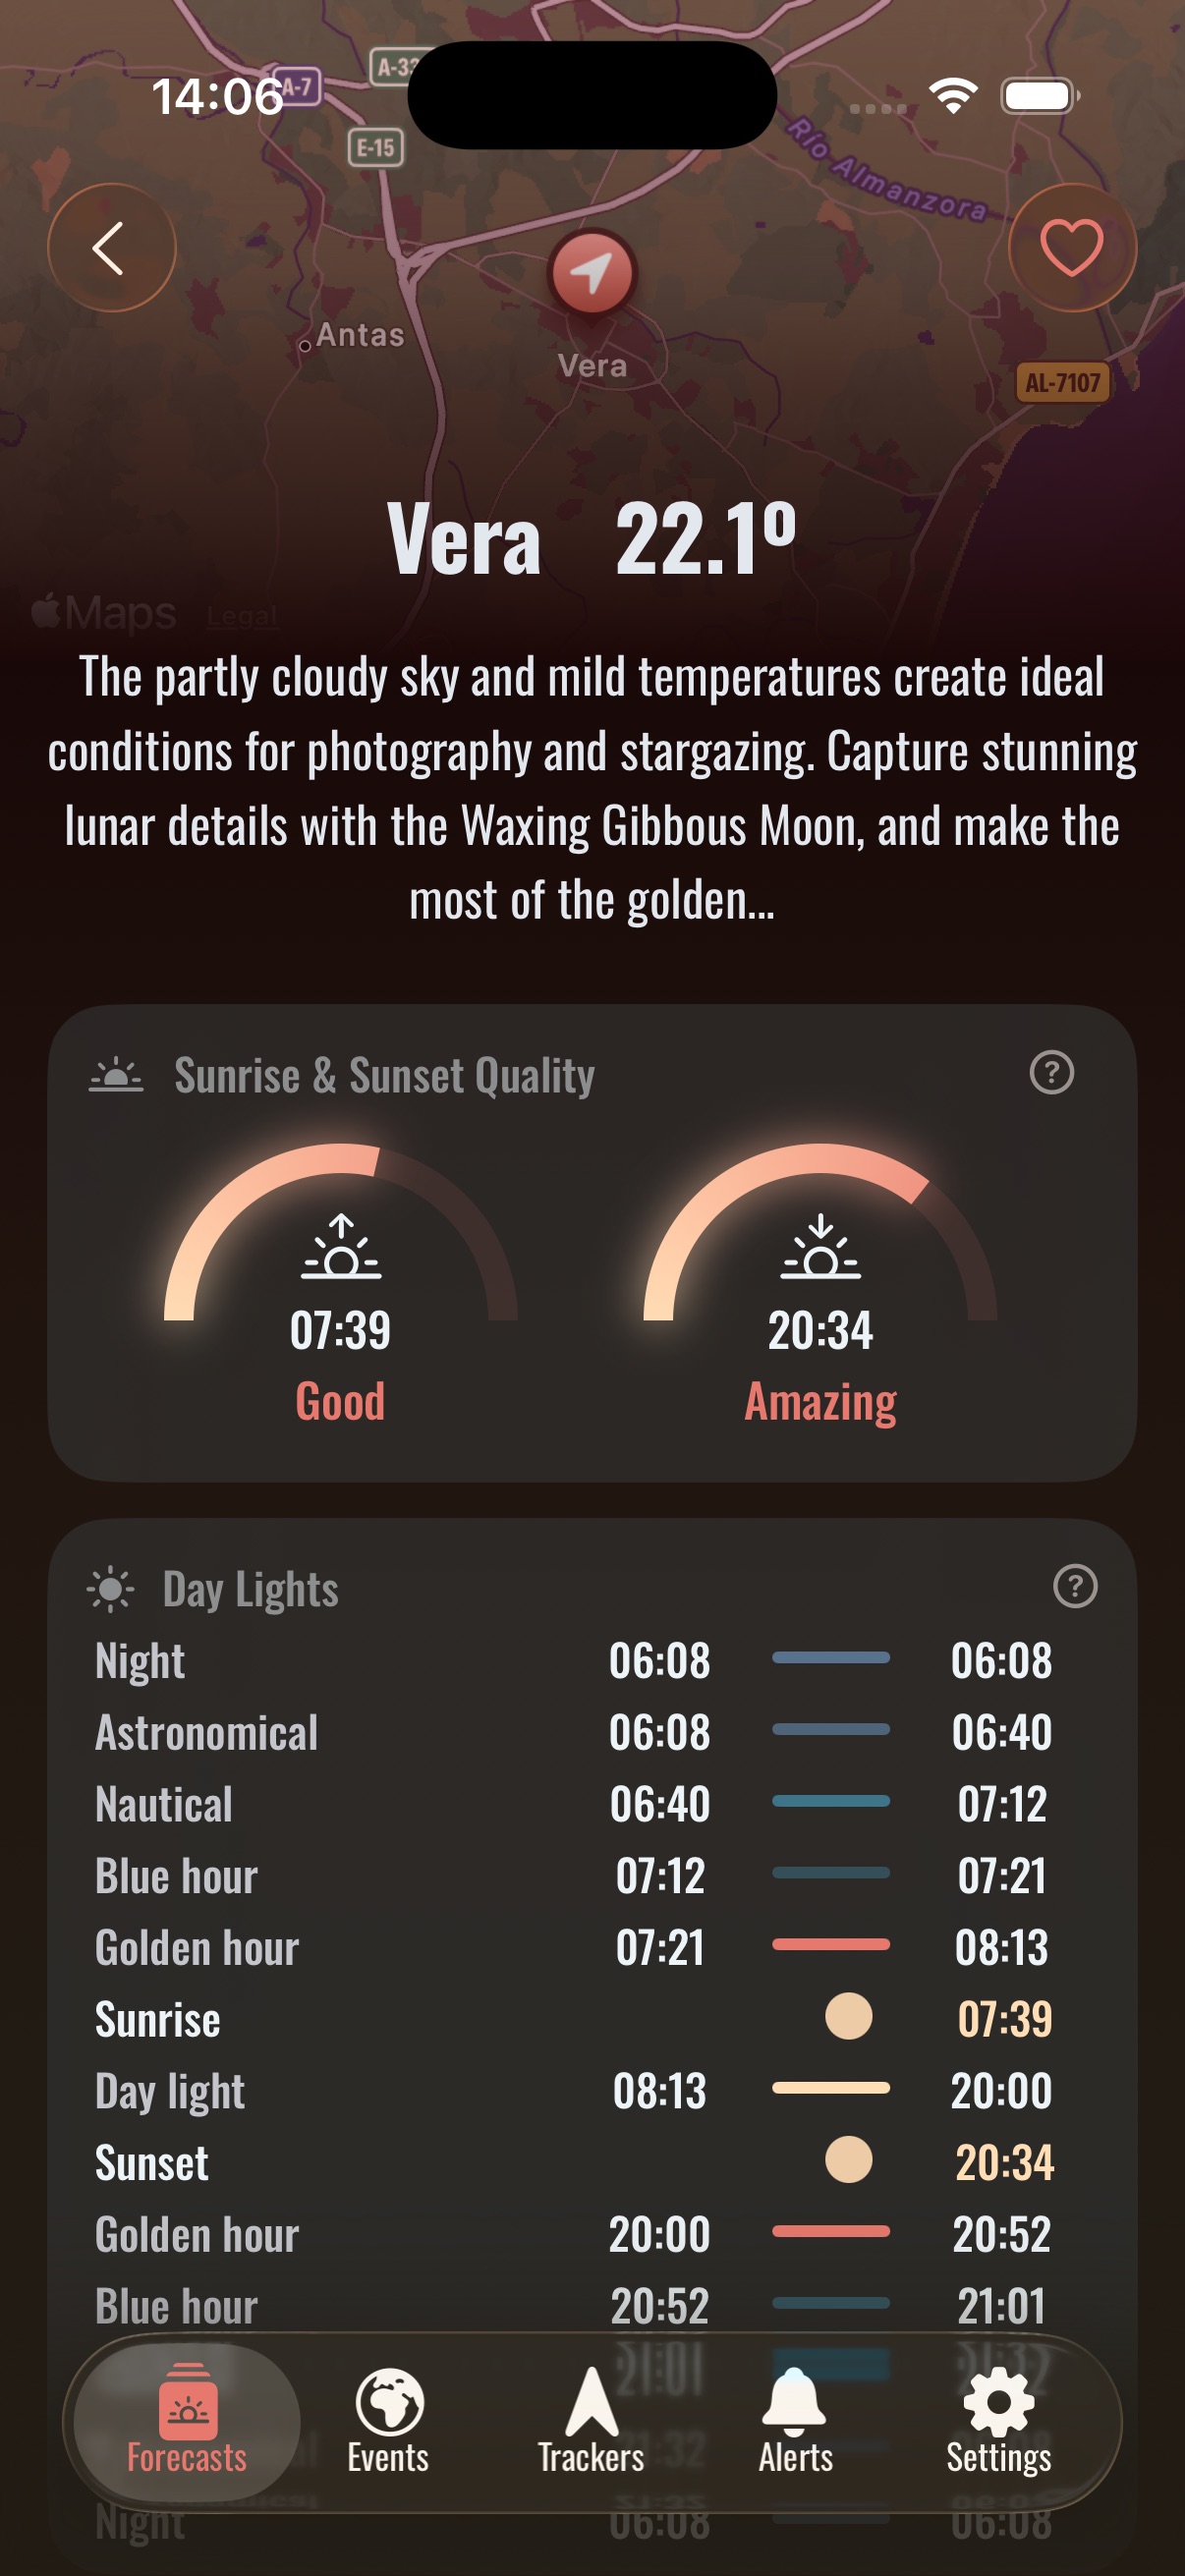 14:06
A-7
A-33
E-15
Río Almanzora
Antas
Vera
AL-7107
Vera 22.1º
Maps Legal
The partly cloudy sky and mild temperatures create ideal
conditions for photography and stargazing. Capture stunning
lunar details with the Waxing Gibbous Moon, and make the
most of the golden...
Sunrise & Sunset Quality ?
07:39 20:34
Good Amazing
Day Lights ?
Night 06:08 06:08
Astronomical 06:08 06:40
Nautical 06:40 07:12
Blue hour 07:12 07:21
Golden hour 07:21 08:13
Sunrise 07:39
Day light 08:13 20:00
Sunset 20:34
Golden hour 20:00 20:52
Blue hour 20:52 21:01
21:01 21:32
21:32
Forecasts Events Trackers Alerts Settings
Night 06:08 06:08